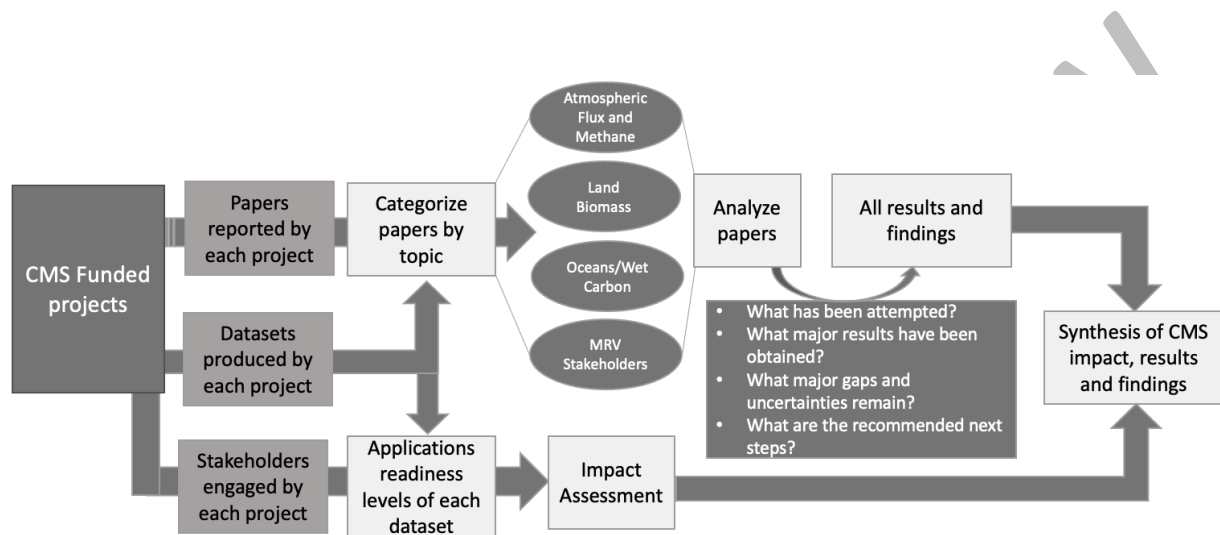 CMS Funded
projects
Papers
reported by
each project
Datasets
produced by
each project
Stakeholders
engaged by
each project
Categorize
papers by
topic
Applications
readiness
levels of each
dataset
Atmospheric
Flux and
Methane
Land
Biomass
Oceans/Wet
Carbon
MRV
Stakeholders
Analyze
papers
All results and
findings
• What has been attempted?
• What major results have been
obtained?
• What major gaps and
uncertainties remain?
• What are the recommended next
steps?
Impact
Assessment
Synthesis of CMS
impact, results
and findings